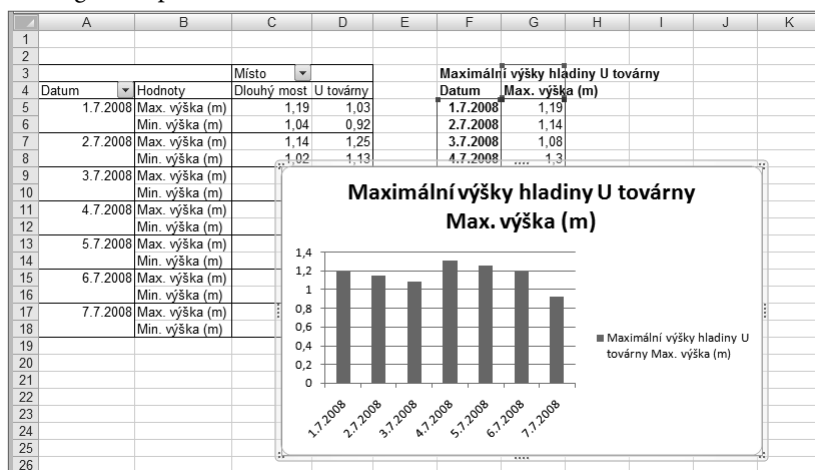 A B C D E F G H I J K
1
2
3 Místo Maximální výšky hladiny U továrny
4 Datum Hodnoty Dlouhý most U továrny Datum Max. výška (m)
5 1.7.2008 Max. výška (m) 1,19 1,03 1.7.2008 1,19
6 Min. výška (m) 1,04 0,92 2.7.2008 1,14
7 2.7.2008 Max. výška (m) 1,14 1,25 3.7.2008 1,08
8 Min. výška (m) 1,02 1,13 4.7.2008 1,3
9 3.7.2008 Max. výška (m)
10 Min. výška (m)
11 4.7.2008 Max. výška (m)
12 Min. výška (m)
13 5.7.2008 Max. výška (m)
14 Min. výška (m)
15 6.7.2008 Max. výška (m)
16 Min. výška (m)
17 7.7.2008 Max. výška (m)
18 Min. výška (m)
19
20
21
22
23
24
25
26
Maximální výšky hladiny U továrny
Max. výška (m)
1,4
1,2
1
0,8
0,6
0,4
0,2
0
1.7.2008 2.7.2008 3.7.2008 4.7.2008 5.7.2008 6.7.2008 7.7.2008
Maximální výšky hladiny U
továrny Max. výška (m)